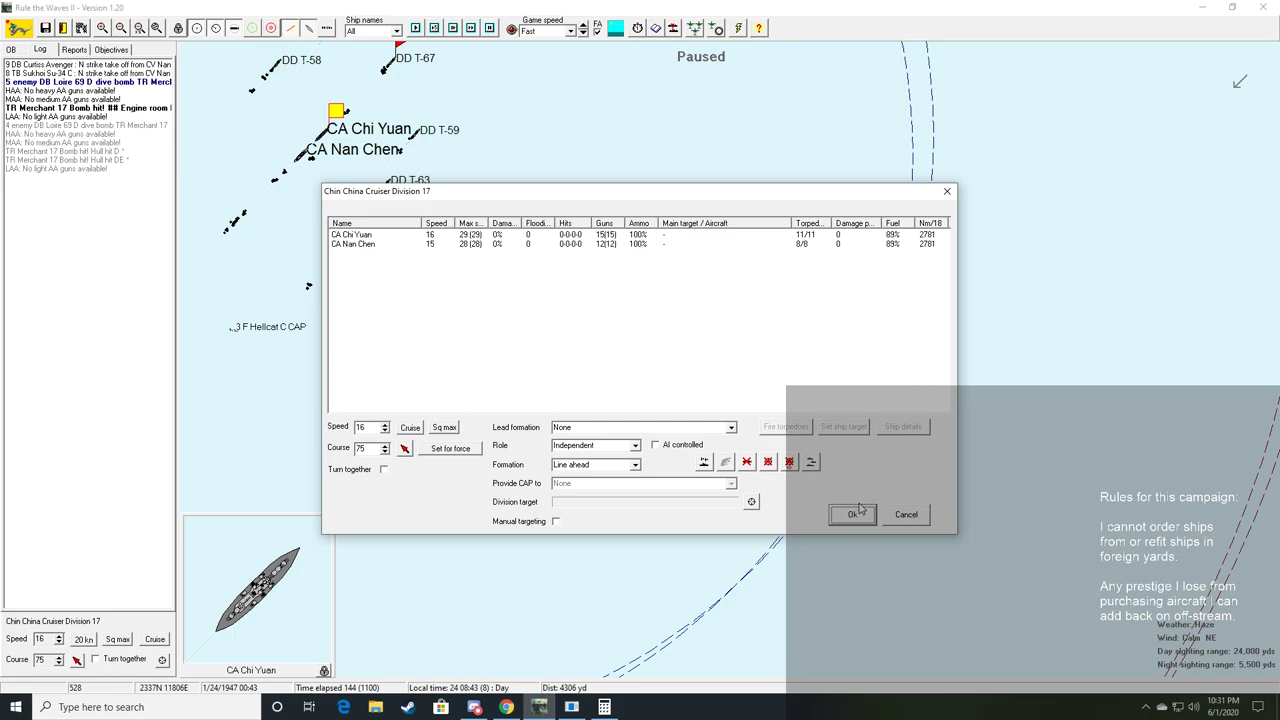 Rule the Waves II - Version 1.20
Ship names
All
Game speed
Fast
FA
OB
Log
Reports
Objectives
9 DB Curtiss Avenger : N strike take off from CV Nan
8 TB Sukhoi Su-34 C : N strike take off from CV Nan
5 enemy DB Loire 69 D dive bomb TR Mercl
HAA: No heavy AA guns available!
MAA: No medium AA guns available!
TR Merchant 17 Bomb hit! ## Engine room l
LAA: No light AA guns available!
4 enemy DB Loire 69 D dive bomb TR Merchant 17
HAA: No heavy AA guns available!
MAA: No medium AA guns available!
TR Merchant 17 Bomb hit! Hull hit D *
TR Merchant 17 Bomb hit! Hull hit DE *
LAA: No light AA guns available!
DD T-58
DD T-67
Paused
CA Chi Yuan
DD T-59
CA Nan Chen
DD T-63
3 F Hellcat C CAP
Chin China Cruiser Division 17
Name Speed Max s... Dama... Floodi... Hits Guns Ammo Main target / Aircraft Torped... Damage p... Fuel Nm/18
CA Chi Yuan 16 29 (29) 0% 0 0-0-0-0 15(15) 100% - 11/11 0 89% 2781
CA Nan Chen 15 28 (28) 0% 0 0-0-0-0 12(12) 100% - 8/8 0 89% 2781
Speed 16 Cruise Sq max
Course 75 Set for force
Turn together
Lead formation None
Role Independent AI controlled
Formation Line ahead
Provide CAP to None
Division target
Manual targeting
Fire torpedoes Set ship target Ship details
Ok Cancel
Rules for this campaign:
I cannot order ships
from or refit ships in
foreign yards.
Any prestige I lose from
purchasing aircraft I can
add back on off-stream.
Weather: Haze
Wind: Calm NE
Day sighting range: 24,000 yds
Night sighting range: 5,500 yds
Chin China Cruiser Division 17
Speed 16 20 kn Sq max Cruise
Course 75 Turn together
CA Chi Yuan
528
2337N 11806E
1/24/1947 00:43
Time elapsed 144 (1100)
Local time: 24 08:43 (8) : Day
Dist: 4306 yd
Type here to search
10:31 PM
6/1/2020